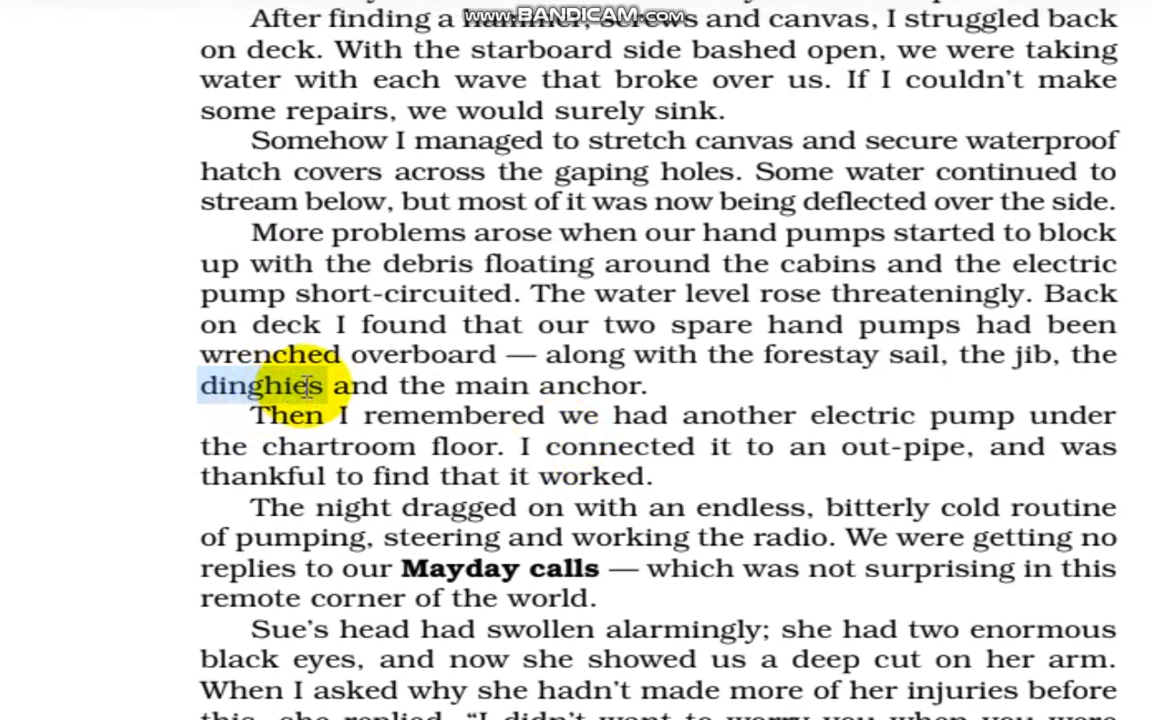 www.BANDICAM.com
After finding a hammer, screws and canvas, I struggled back
on deck. With the starboard side bashed open, we were taking
water with each wave that broke over us. If I couldn't make
some repairs, we would surely sink.
Somehow I managed to stretch canvas and secure waterproof
hatch covers across the gaping holes. Some water continued to
stream below, but most of it was now being deflected over the side.
More problems arose when our hand pumps started to block
up with the debris floating around the cabins and the electric
pump short-circuited. The water level rose threateningly. Back
on deck I found that our two spare hand pumps had been
wrenched overboard — along with the forestay sail, the jib, the
dinghies and the main anchor.
Then I remembered we had another electric pump under
the chartroom floor. I connected it to an out-pipe, and was
thankful to find that it worked.
The night dragged on with an endless, bitterly cold routine
of pumping, steering and working the radio. We were getting no
replies to our Mayday calls — which was not surprising in this
remote corner of the world.
Sue's head had swollen alarmingly; she had two enormous
black eyes, and now she showed us a deep cut on her arm.
When I asked why she hadn't made more of her injuries before
this, she replied, "I didn't want to worry you when you were